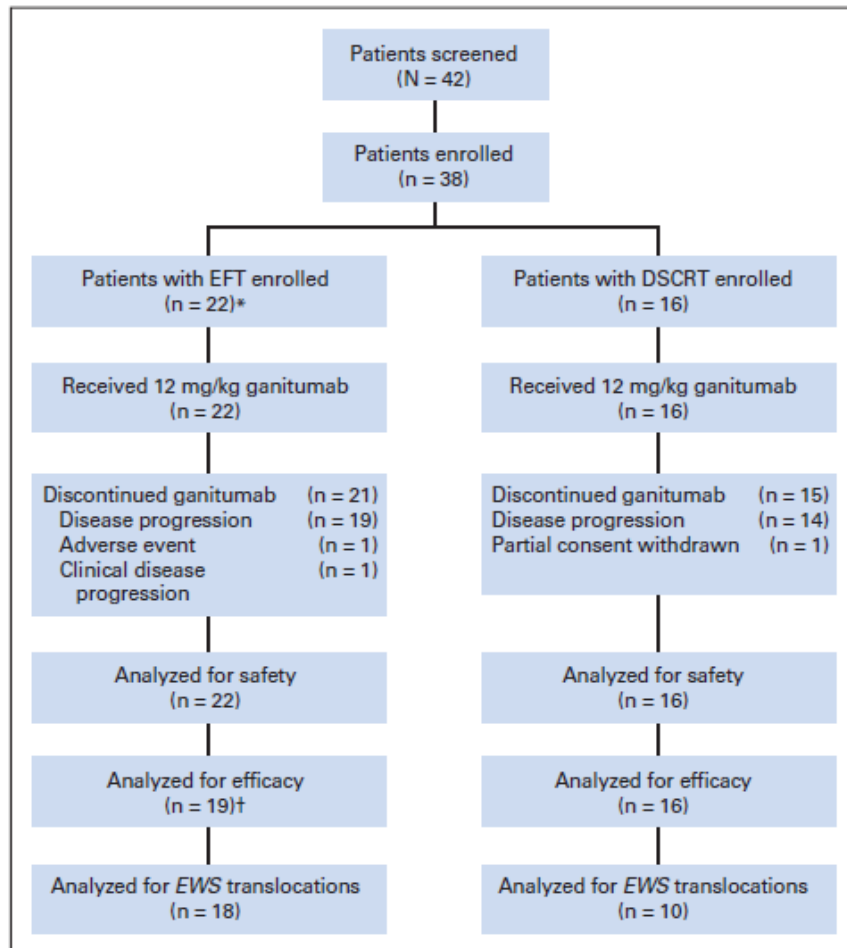 Patients screened
(N = 42)
Patients enrolled
(n = 38)
Patients with EFT enrolled
(n = 22)*
Patients with DSCRT enrolled
(n = 16)
Received 12 mg/kg ganitumab
(n = 22)
Received 12 mg/kg ganitumab
(n = 16)
Discontinued ganitumab (n = 21)
Disease progression (n = 19)
Adverse event (n = 1)
Clinical disease (n = 1)
progression
Discontinued ganitumab (n = 15)
Disease progression (n = 14)
Partial consent withdrawn (n = 1)
Analyzed for safety
(n = 22)
Analyzed for safety
(n = 16)
Analyzed for efficacy
(n = 19)†
Analyzed for efficacy
(n = 16)
Analyzed for EWS translocations
(n = 18)
Analyzed for EWS translocations
(n = 10)